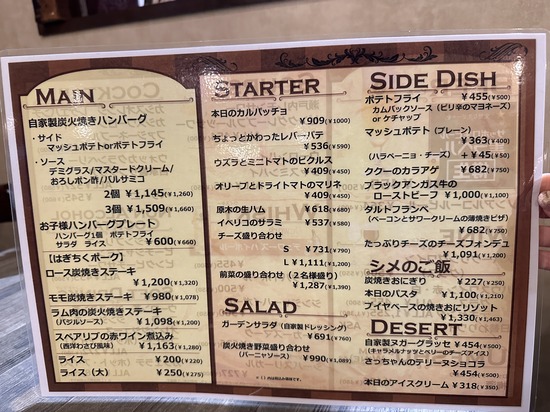 MAIN
自家製炭火焼きハンバーグ
・サイド
マッシュポテトorポテトフライ
・ソース
デミグラス/マスタードクリーム/
おろしポン酢/バルサミコ
2個 ¥1,145(¥1,260)
3個 ¥1,509(¥1,660)
お子様ハンバーグプレート
ハンバーグ1個 ポテトフライ
サラダ ライス ¥600(¥660)
【はぎちくポーク】
ロース炭焼きステーキ
¥1,200(¥1,320)
モモ炭焼きステーキ ¥980(¥1,078)
ラム肉の炭火焼きステーキ
(バジルソース) ¥1,098(¥1,200)
スペアリブの赤ワイン煮込み
(西洋わさび風味) ¥1,163(¥1,280)
ライス ¥200(¥220)
ライス(大) ¥250(¥275)
STARTER
本日のカルパッチョ
¥909(¥1000)
ちょっとかわったレバーパテ
¥536(¥590)
ウズラとミニトマトのピクルス
¥409(¥450)
オリーブとドライトマトのマリネ
¥409(¥450)
原木の生ハム ¥618(¥680)
イベリコのサラミ ¥537(¥590)
チーズ盛り合わせ
S ¥731(¥790)
L ¥1,111(¥1,200)
前菜の盛り合わせ(2名様盛り)
¥1,287(¥1,390)
SALAD
ガーデンサラダ(自家製ドレッシング)
¥691(¥760)
炭火焼き野菜盛り合わせ
(バーニャソース) ¥990(¥1,089)
※( )内は税込み価格です。
SIDE DISH
ポテトフライ ¥455(¥500)
カムバックソース(ピリ辛のマヨネーズ)
or ケチャップ
マッシュポテト(プレーン)
¥363(¥400)
(ハラペーニョ・チーズ) +¥45(¥50)
ククーのカラアゲ ¥682(¥750)
ブラックアンガス牛の
ローストビーフ ¥1,000(¥1,100)
タルトフランベ
(ベーコンとサワークリームの薄焼きピザ)
¥682(¥750)
たっぷりチーズのチーズフォンデュ
¥1,091(¥1,200)
シメのご飯
炭焼きおにぎり ¥227(¥250)
本日のパスタ ¥1,100(¥1,210)
ブイヤベースの焼きおにリゾット
¥1,330(¥1,463)
DESERT
自家製ヌガーグラッセ ¥454(¥500)
(キャラメルナッツとベリーのチーズアイス)
さっちゃんのテリーヌショコラ
¥454(¥500)
本日のアイスクリーム ¥318(¥350)